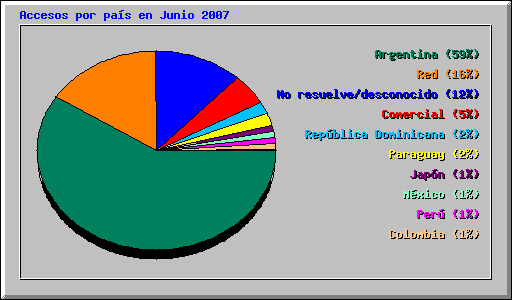 Accesos por país en Junio 2007
Argentina (59%)
Red (16%)
No resuelve/desconocido (12%)
Comercial (5%)
República Dominicana (2%)
Paraguay (2%)
Japón (1%)
México (1%)
Perú (1%)
Colombia (1%)